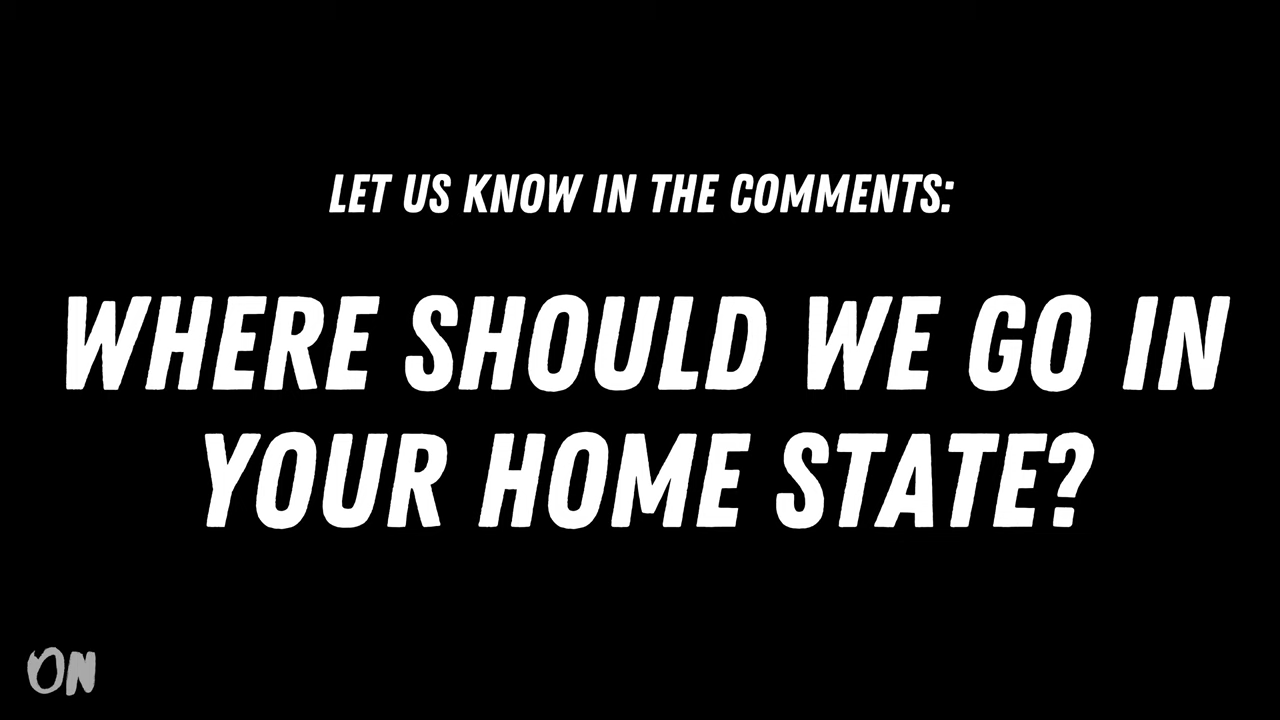 LET US KNOW IN THE COMMENTS:
WHERE SHOULD WE GO IN
YOUR HOME STATE?
ON